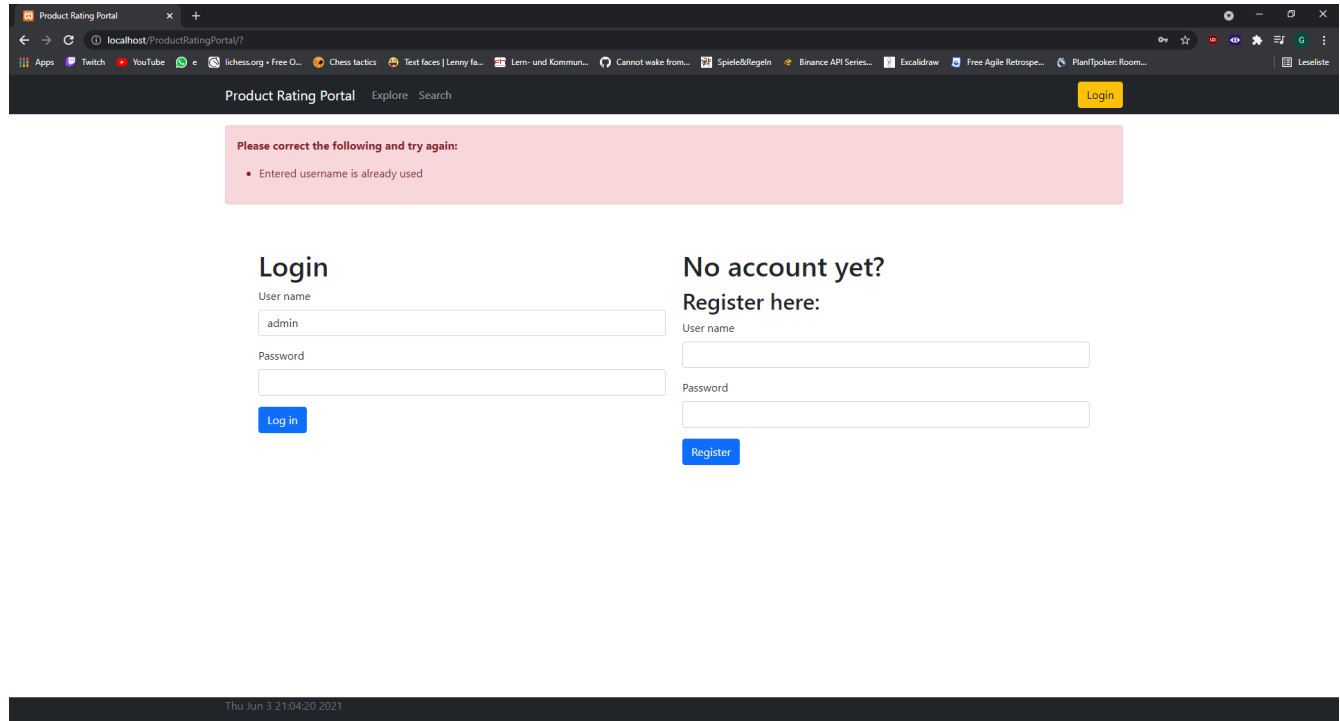 Product Rating Portal
localhost/ProductRatingPortal/?
G
Apps Twitch YouTube e lichess.org • Free O... Chess tactics Text faces | Lenny fa... Lern- und Kommun... Cannot wake from... Spiele&Regeln Binance API Series... Excalidraw Free Agile Retrospe... PlanITpoker: Room... Leseliste
Product Rating Portal Explore Search Login
Please correct the following and try again:
• Entered username is already used
Login
User name
admin
Password
Log in
No account yet?
Register here:
User name
Password
Register
Thu Jun 3 21:04:20 2021